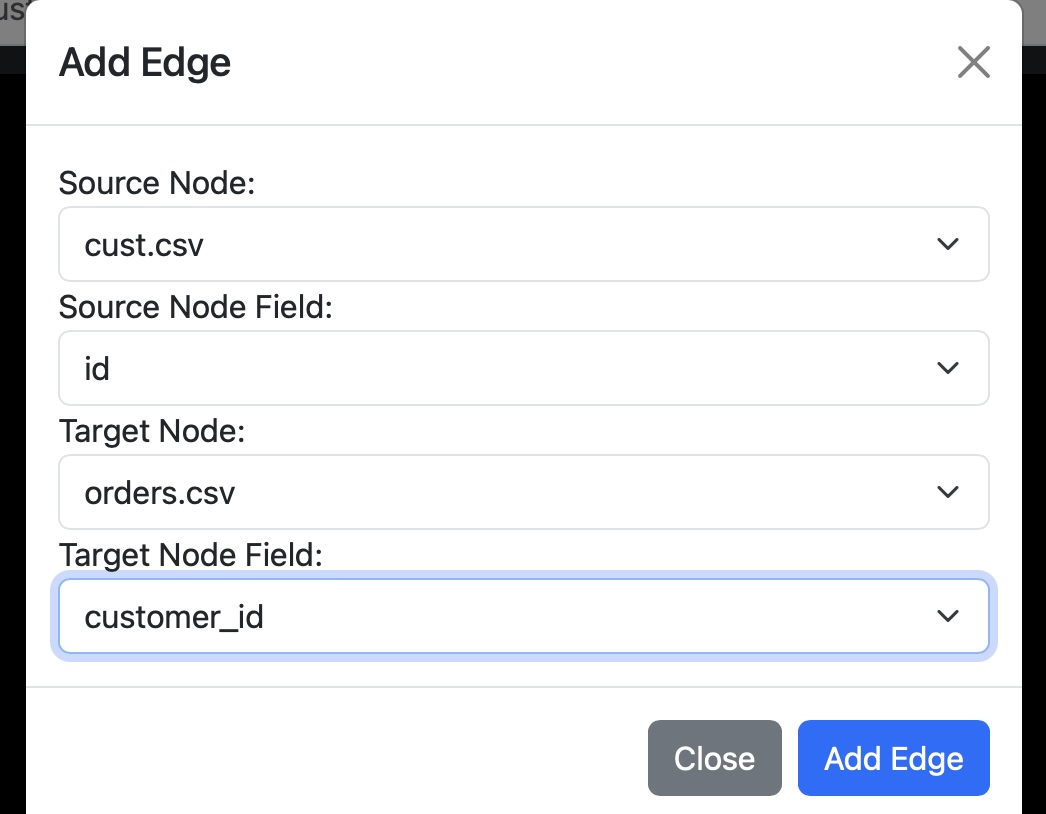 Add Edge
Source Node:
cust.csv
Source Node Field:
id
Target Node:
orders.csv
Target Node Field:
customer_id
Close
Add Edge